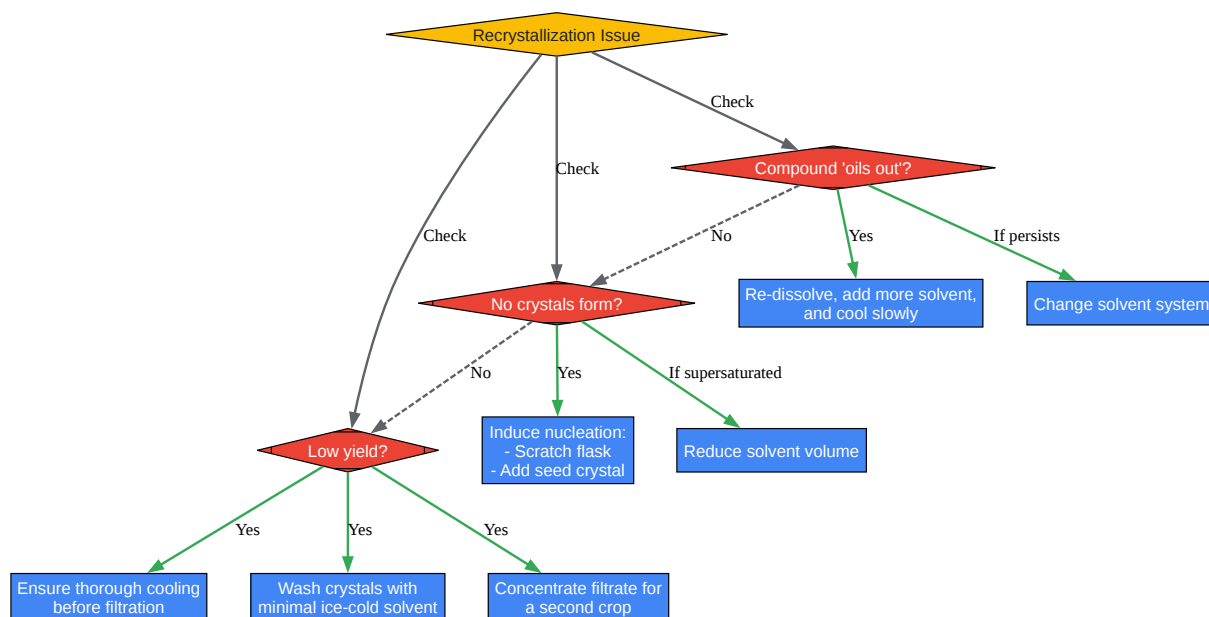 Recrystallization Issue
Check
Compound 'oils out'?
Check
Check
No
Yes
If persists
No crystals form?
Re-dissolve, add more solvent,
and cool slowly
Change solvent system
No
Yes
If supersaturated
Low yield?
Induce nucleation:
- Scratch flask
- Add seed crystal
Reduce solvent volume
Yes
Yes
Yes
Ensure thorough cooling
before filtration
Wash crystals with
minimal ice-cold solvent
Concentrate filtrate for
a second crop